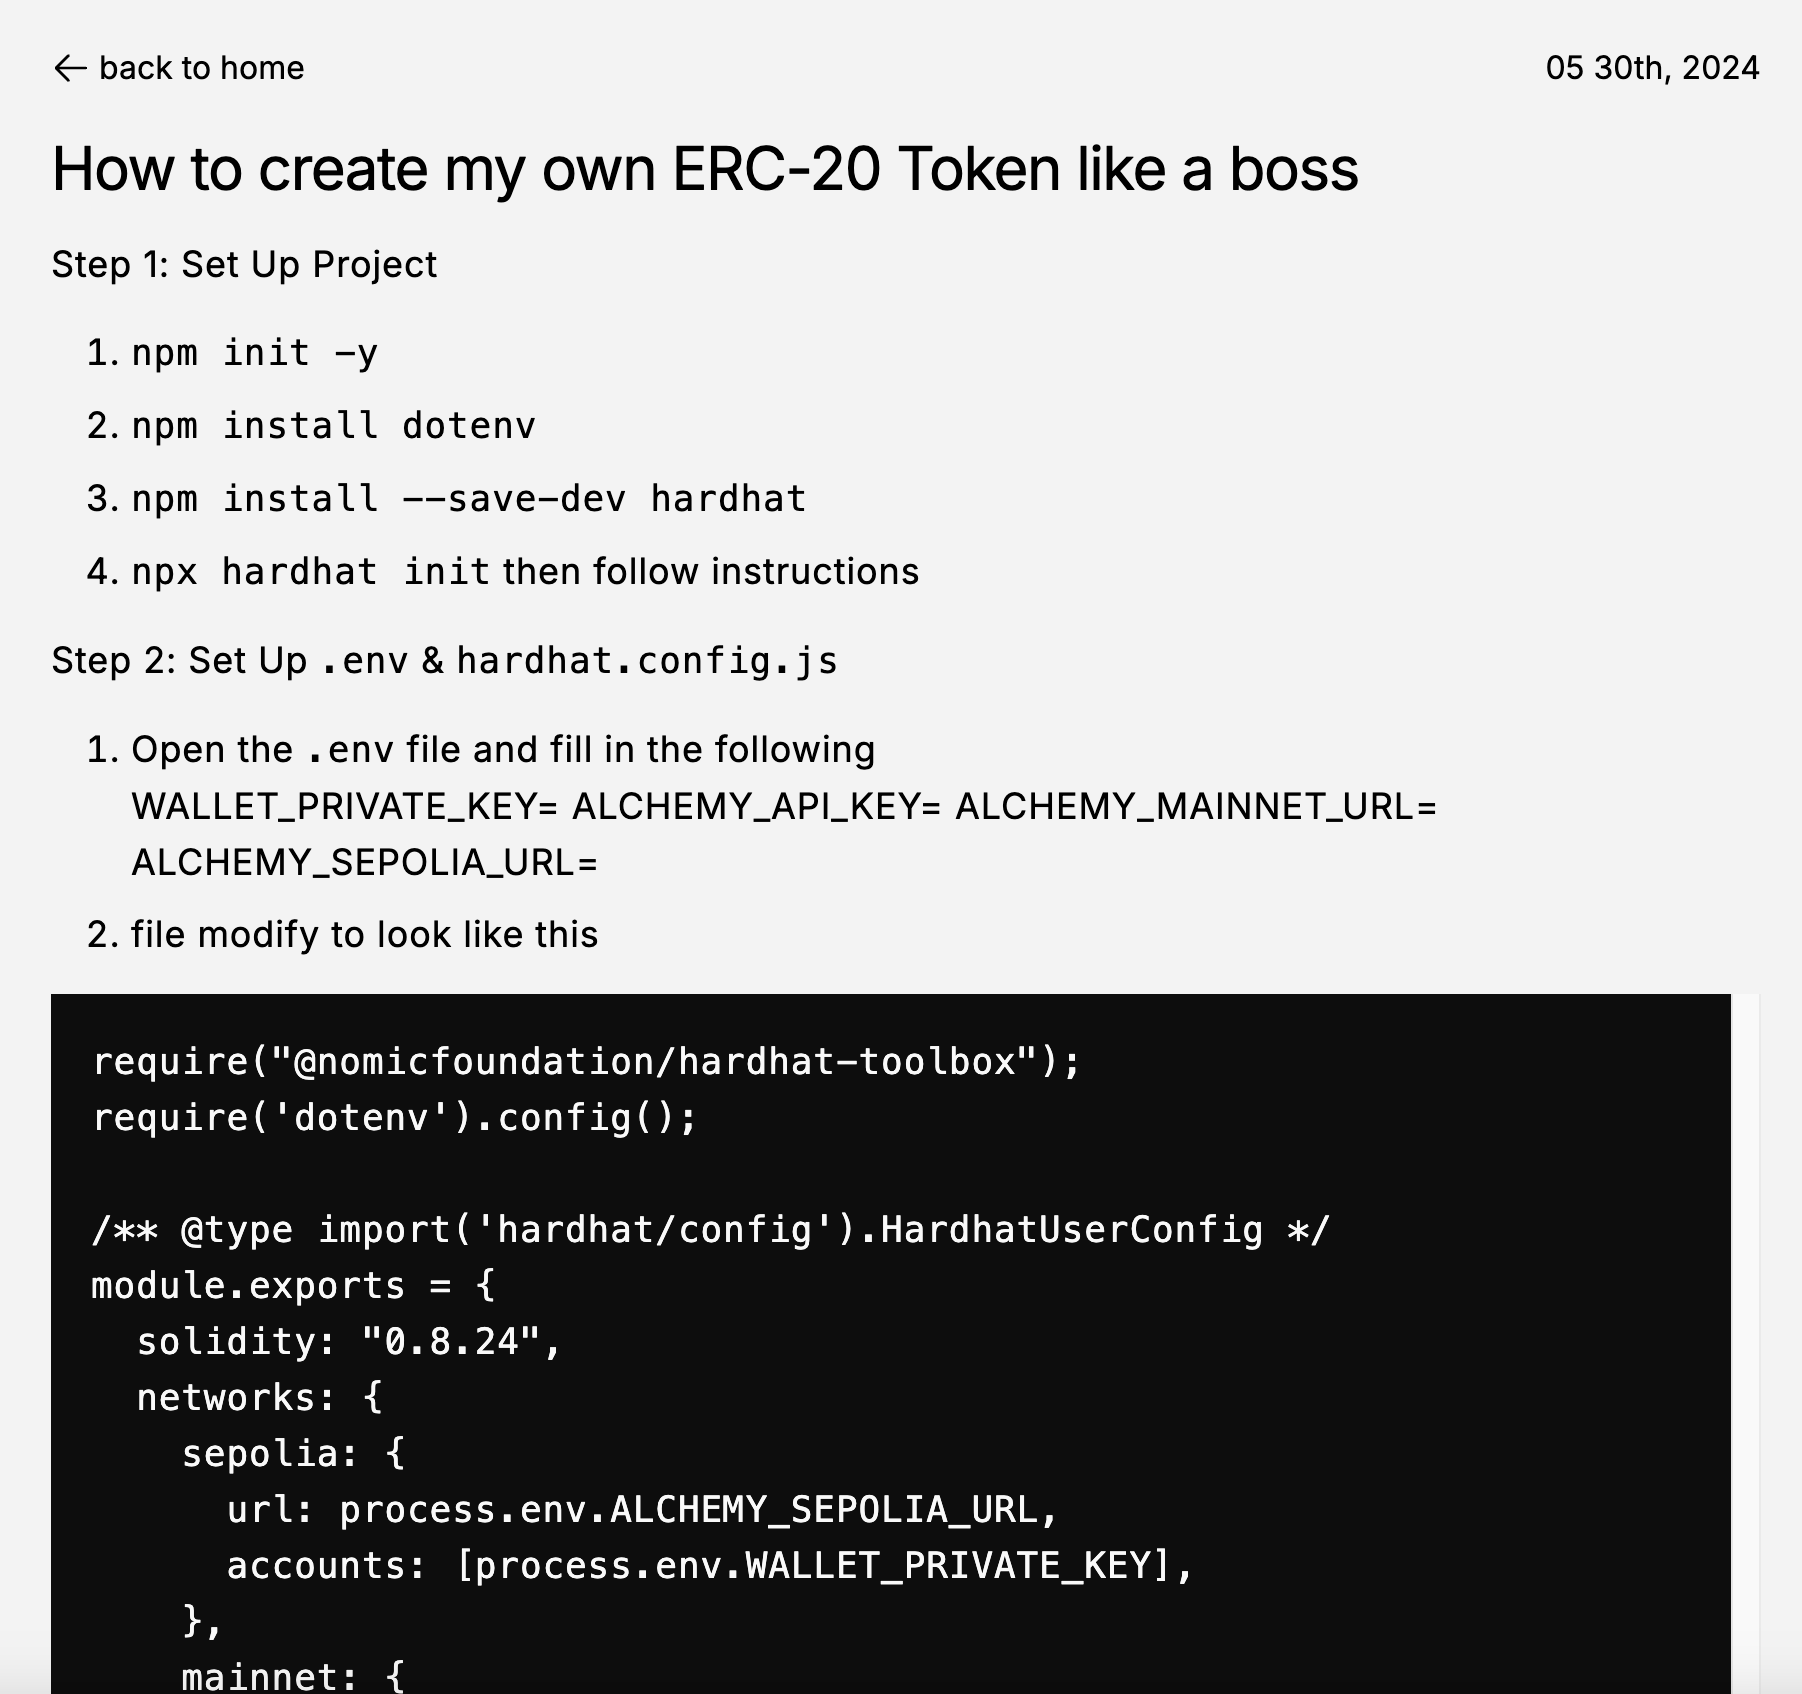 ← back to home
05 30th, 2024
How to create my own ERC-20 Token like a boss
Step 1: Set Up Project
1. npm init -y
2. npm install dotenv
3. npm install --save-dev hardhat
4. npx hardhat init then follow instructions
Step 2: Set Up .env & hardhat.config.js
1. Open the .env file and fill in the following
WALLET_PRIVATE_KEY= ALCHEMY_API_KEY= ALCHEMY_MAINNET_URL=
ALCHEMY_SEPOLIA_URL=
2. file modify to look like this
require("@nomicfoundation/hardhat-toolbox");
require('dotenv').config();

/** @type import('hardhat/config').HardhatUserConfig */
module.exports = {
  solidity: "0.8.24",
  networks: {
    sepolia: {
      url: process.env.ALCHEMY_SEPOLIA_URL,
      accounts: [process.env.WALLET_PRIVATE_KEY],
    },
    mainnet: {